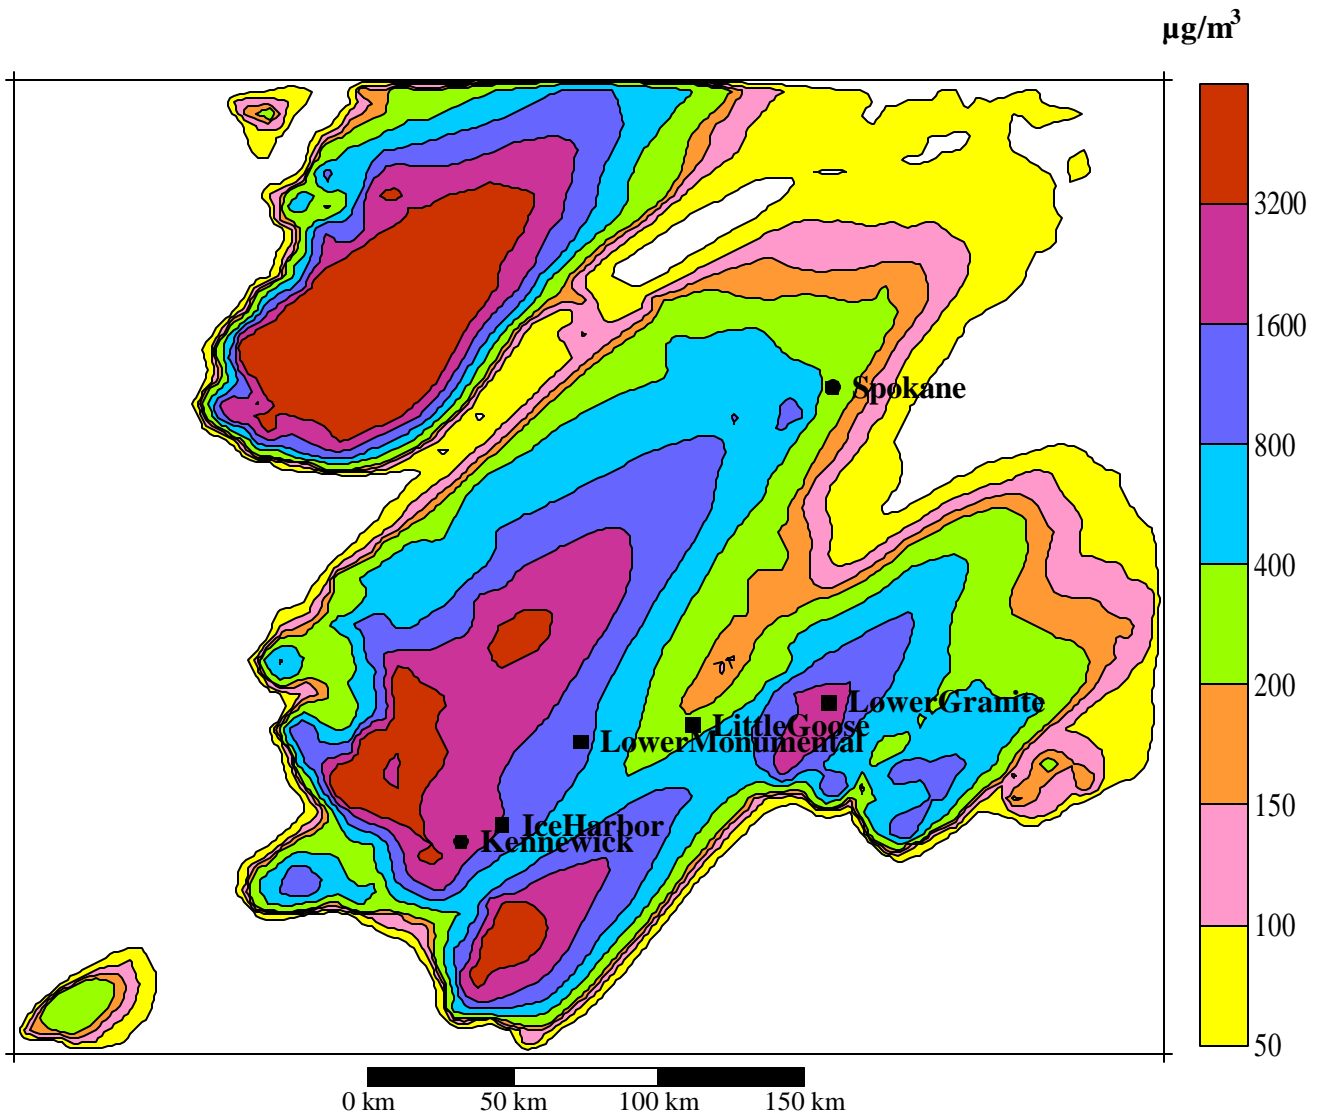 µg/m3
3200
1600
800
400
200
150
100
50
Spokane
LowerGranite
LittleGoose
LowerMonumental
IceHarbor
Kennewick
0 km 50 km 100 km 150 km